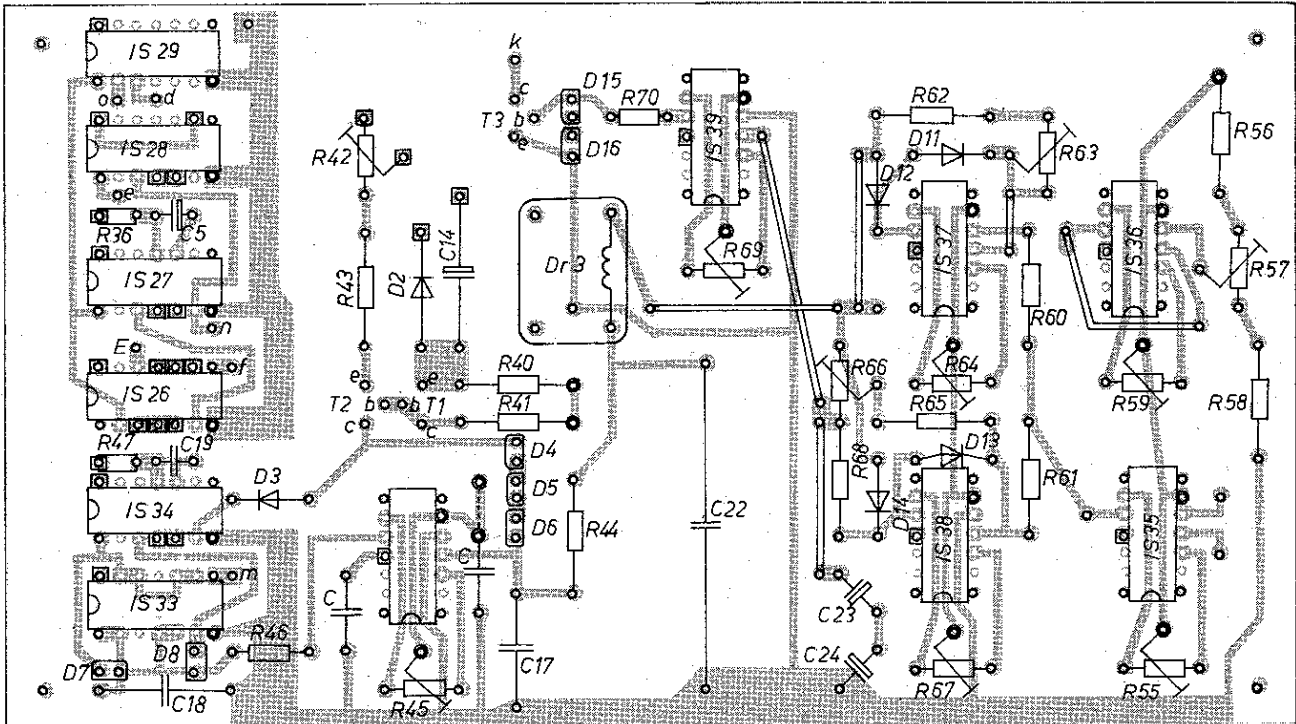 IS 29
o
d
IS 28
e
R36
C5
IS 27
n
E
f
IS 26
R47
C19
IS 34
D3
m
IS 33
D7
D8
R46
C18
R42
R43
D2
C14
e
e
T2
b
b
T1
c
c
R40
R41
D4
D5
D6
R44
C
C
C17
R45
k
c
D15
T3
b
e
D16
R70
IS 39
Dr 3
R69
C22
R62
D11
D12
R63
IS 37
R60
R66
R64
R65
R68
D13
D14
IS 38
R61
C23
C24
R67
R56
IS 36
R57
R59
R58
IS 35
R55